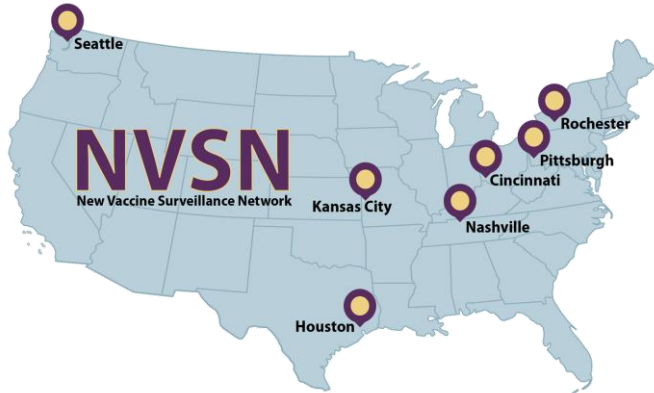 Seattle
NVSN
New Vaccine Surveillance Network
Rochester
Pittsburgh
Cincinnati
Kansas City
Nashville
Houston